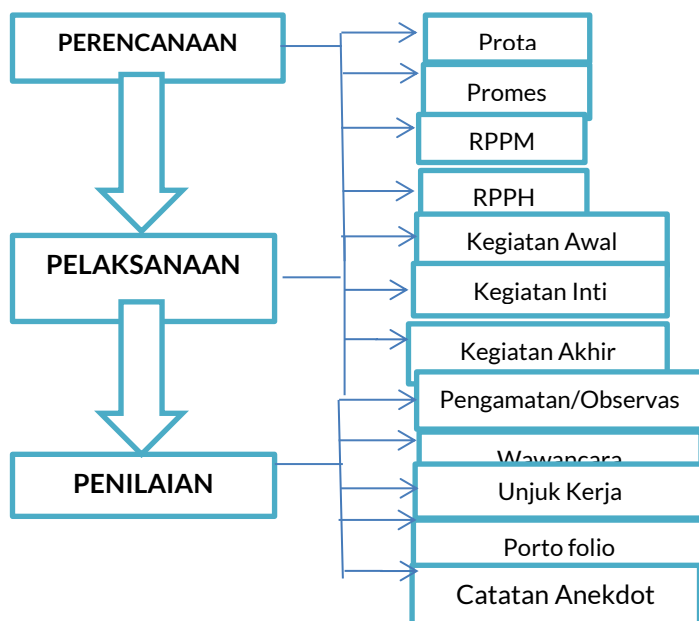 PERENCANAAN
Prota
Promes
RPPM
RPPH
PELAKSANAAN
Kegiatan Awal
Kegiatan Inti
Kegiatan Akhir
PENILAIAN
Pengamatan/Observas
Wawancara
Unjuk Kerja
Porto folio
Catatan Anekdot